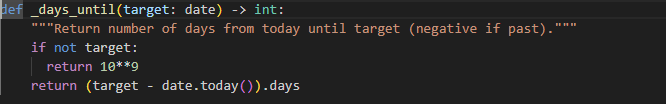 def _days_until(target: date) -> int:
    """Return number of days from today until target (negative if past)."""
    if not target:
        return 10**9
    return (target - date.today()).days